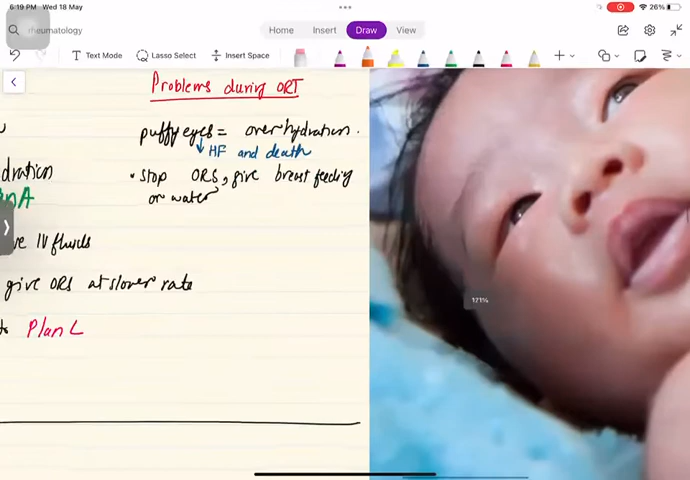 6:19 PM Wed 18 May
26%
rheumatology
Home Insert Draw View
Text Mode Lasso Select Insert Space
Problems during ORT
puffy eyes = overhydration.
HF and death
• stop ORS, give breast feeding
or water
dration
an A
ve IV fluids
give ORS at slower rate
to Plan C
171%